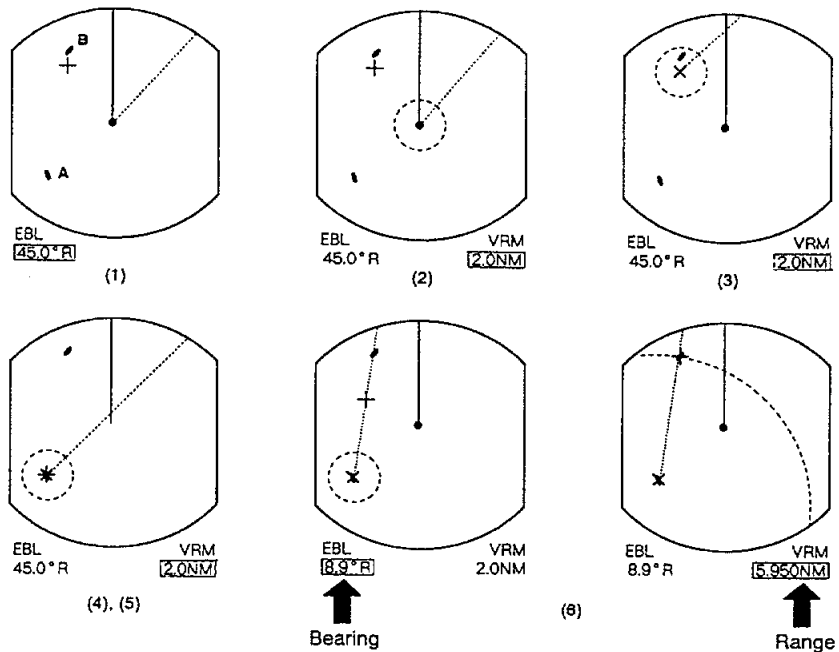 B
A
EBL
45.0°R
(1)
EBL VRM
45.0°R 2.0NM
(2)
EBL VRM
45.0°R 2.0NM
(3)
EBL VRM
45.0°R 2.0NM
(4), (5)
EBL VRM
8.9°R 2.0NM
Bearing
(6)
EBL VRM
8.9°R 5.950NM
Range